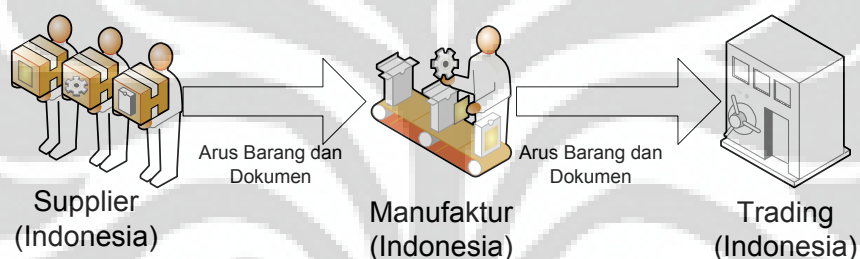 Arus Barang dan
Dokumen
Arus Barang dan
Dokumen
Supplier
(Indonesia)
Manufaktur
(Indonesia)
Trading
(Indonesia)